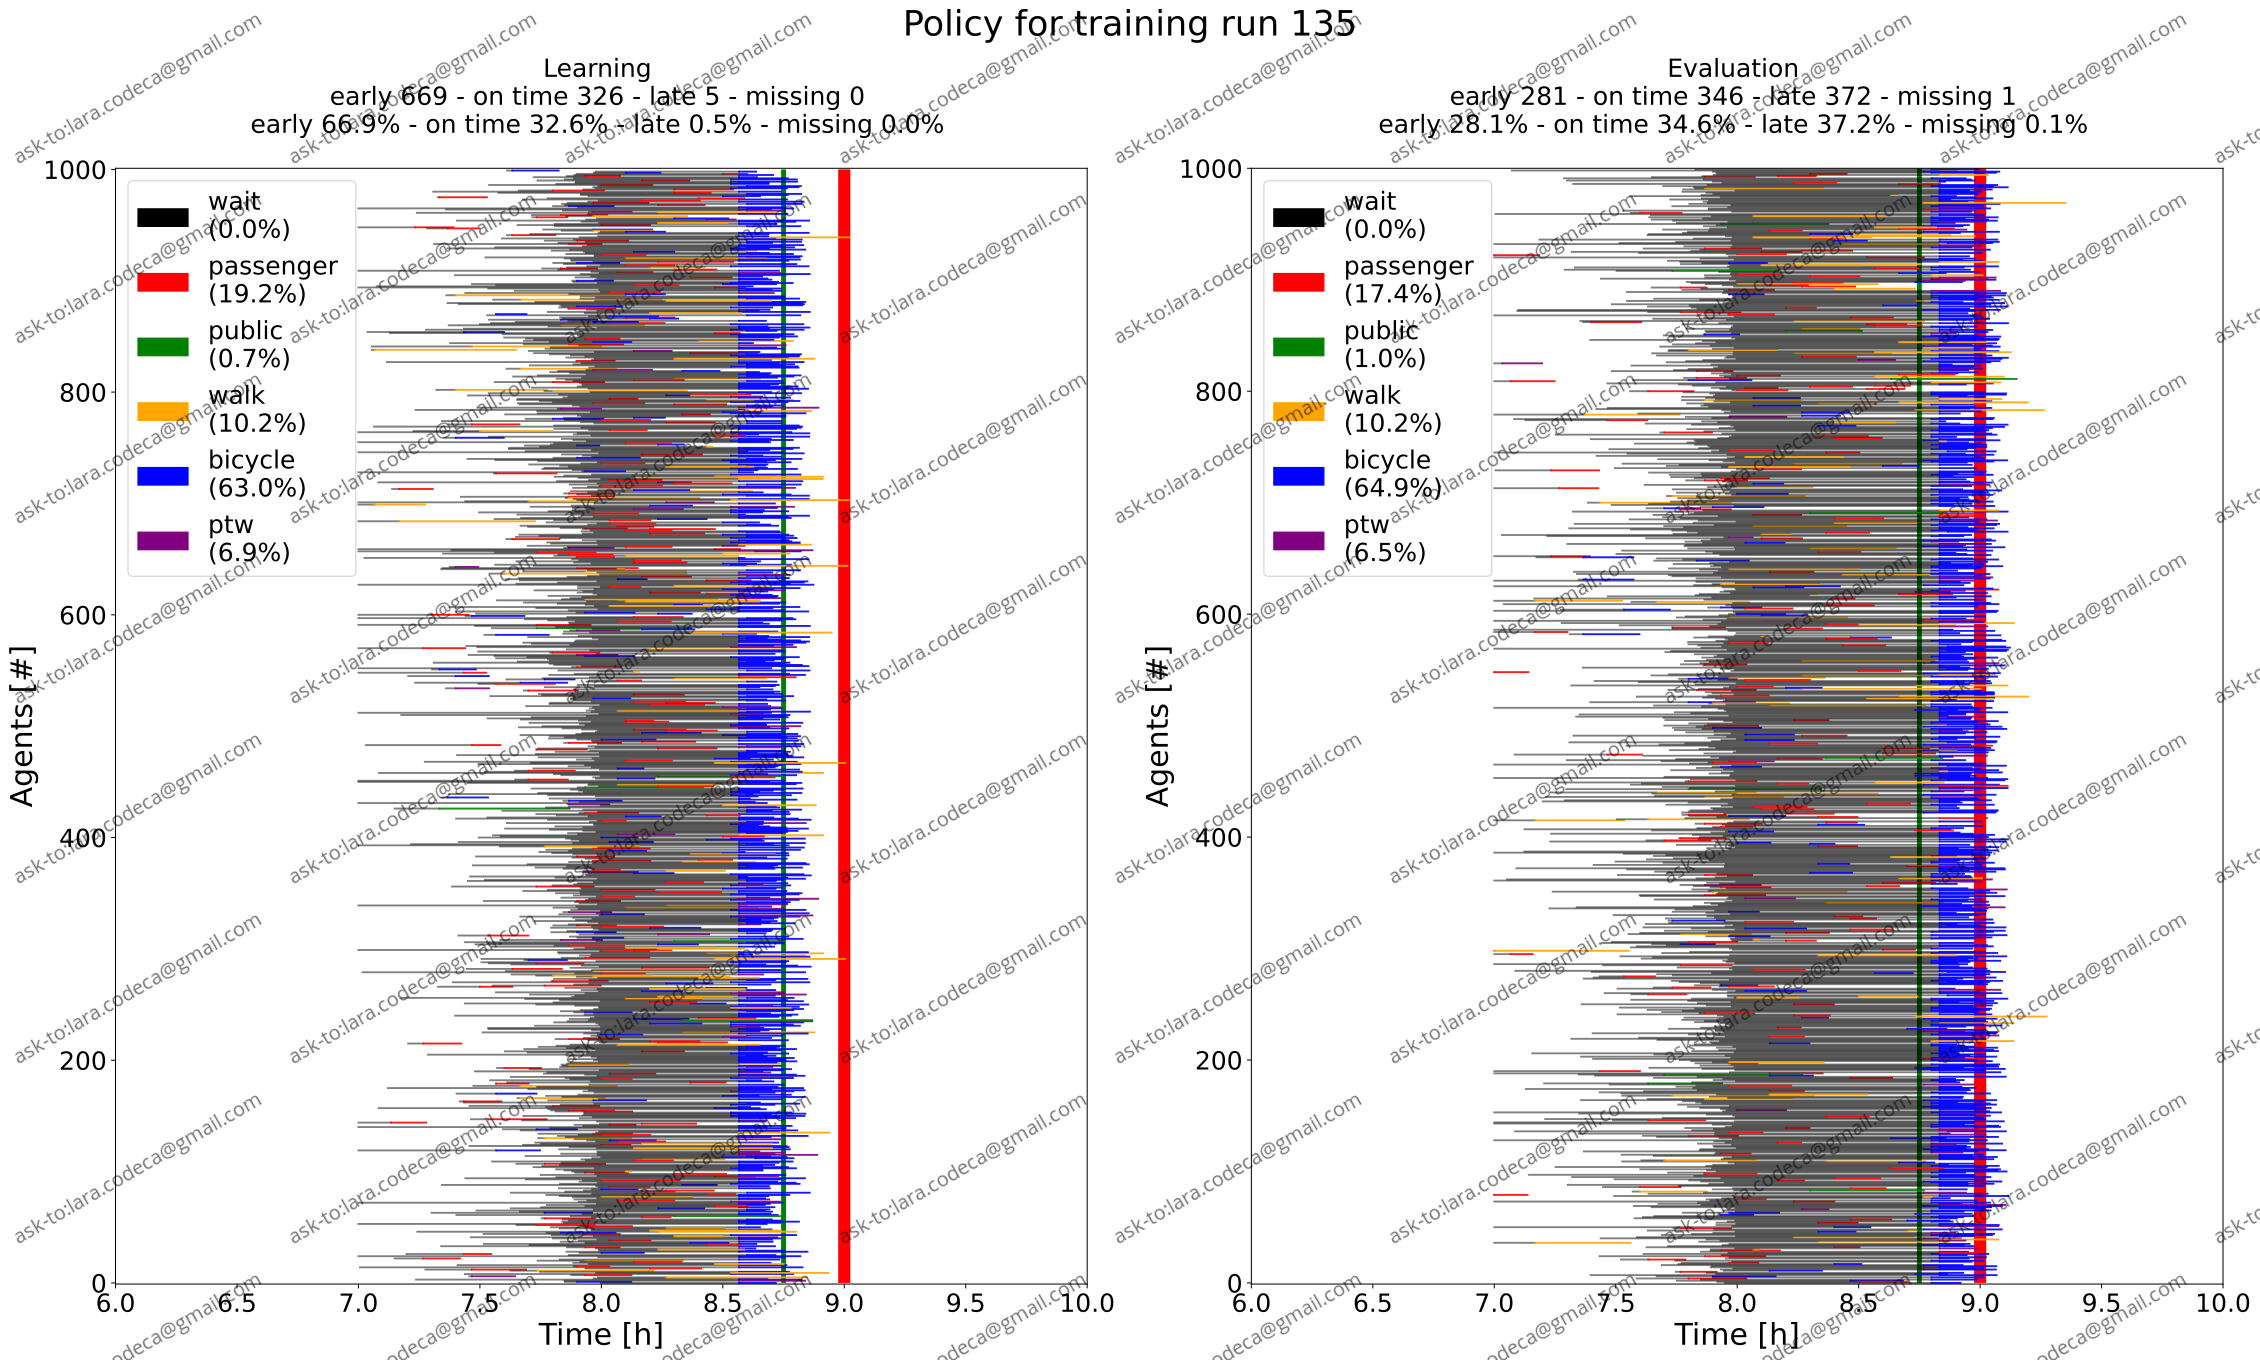 Policy for training run 135
Learning
early 669 - on time 326 - late 5 - missing 0
early 66.9% - on time 32.6% - late 0.5% - missing 0.0%
1000
800
600
400
200
0
Agents [#]
wait
(0.0%)
passenger
(19.2%)
public
(0.7%)
walk
(10.2%)
bicycle
(63.0%)
ptw
(6.9%)
6.0 6.5 7.0 7.5 8.0 8.5 9.0 9.5 10.0
Time [h]
Evaluation
early 281 - on time 346 - late 372 - missing 1
early 28.1% - on time 34.6% - late 37.2% - missing 0.1%
1000
800
600
400
200
0
Agents [#]
wait
(0.0%)
passenger
(17.4%)
public
(1.0%)
walk
(10.2%)
bicycle
(64.9%)
ptw
(6.5%)
6.0 6.5 7.0 7.5 8.0 8.5 9.0 9.5 10.0
Time [h]
ask-to:lara.codeca@gmail.com